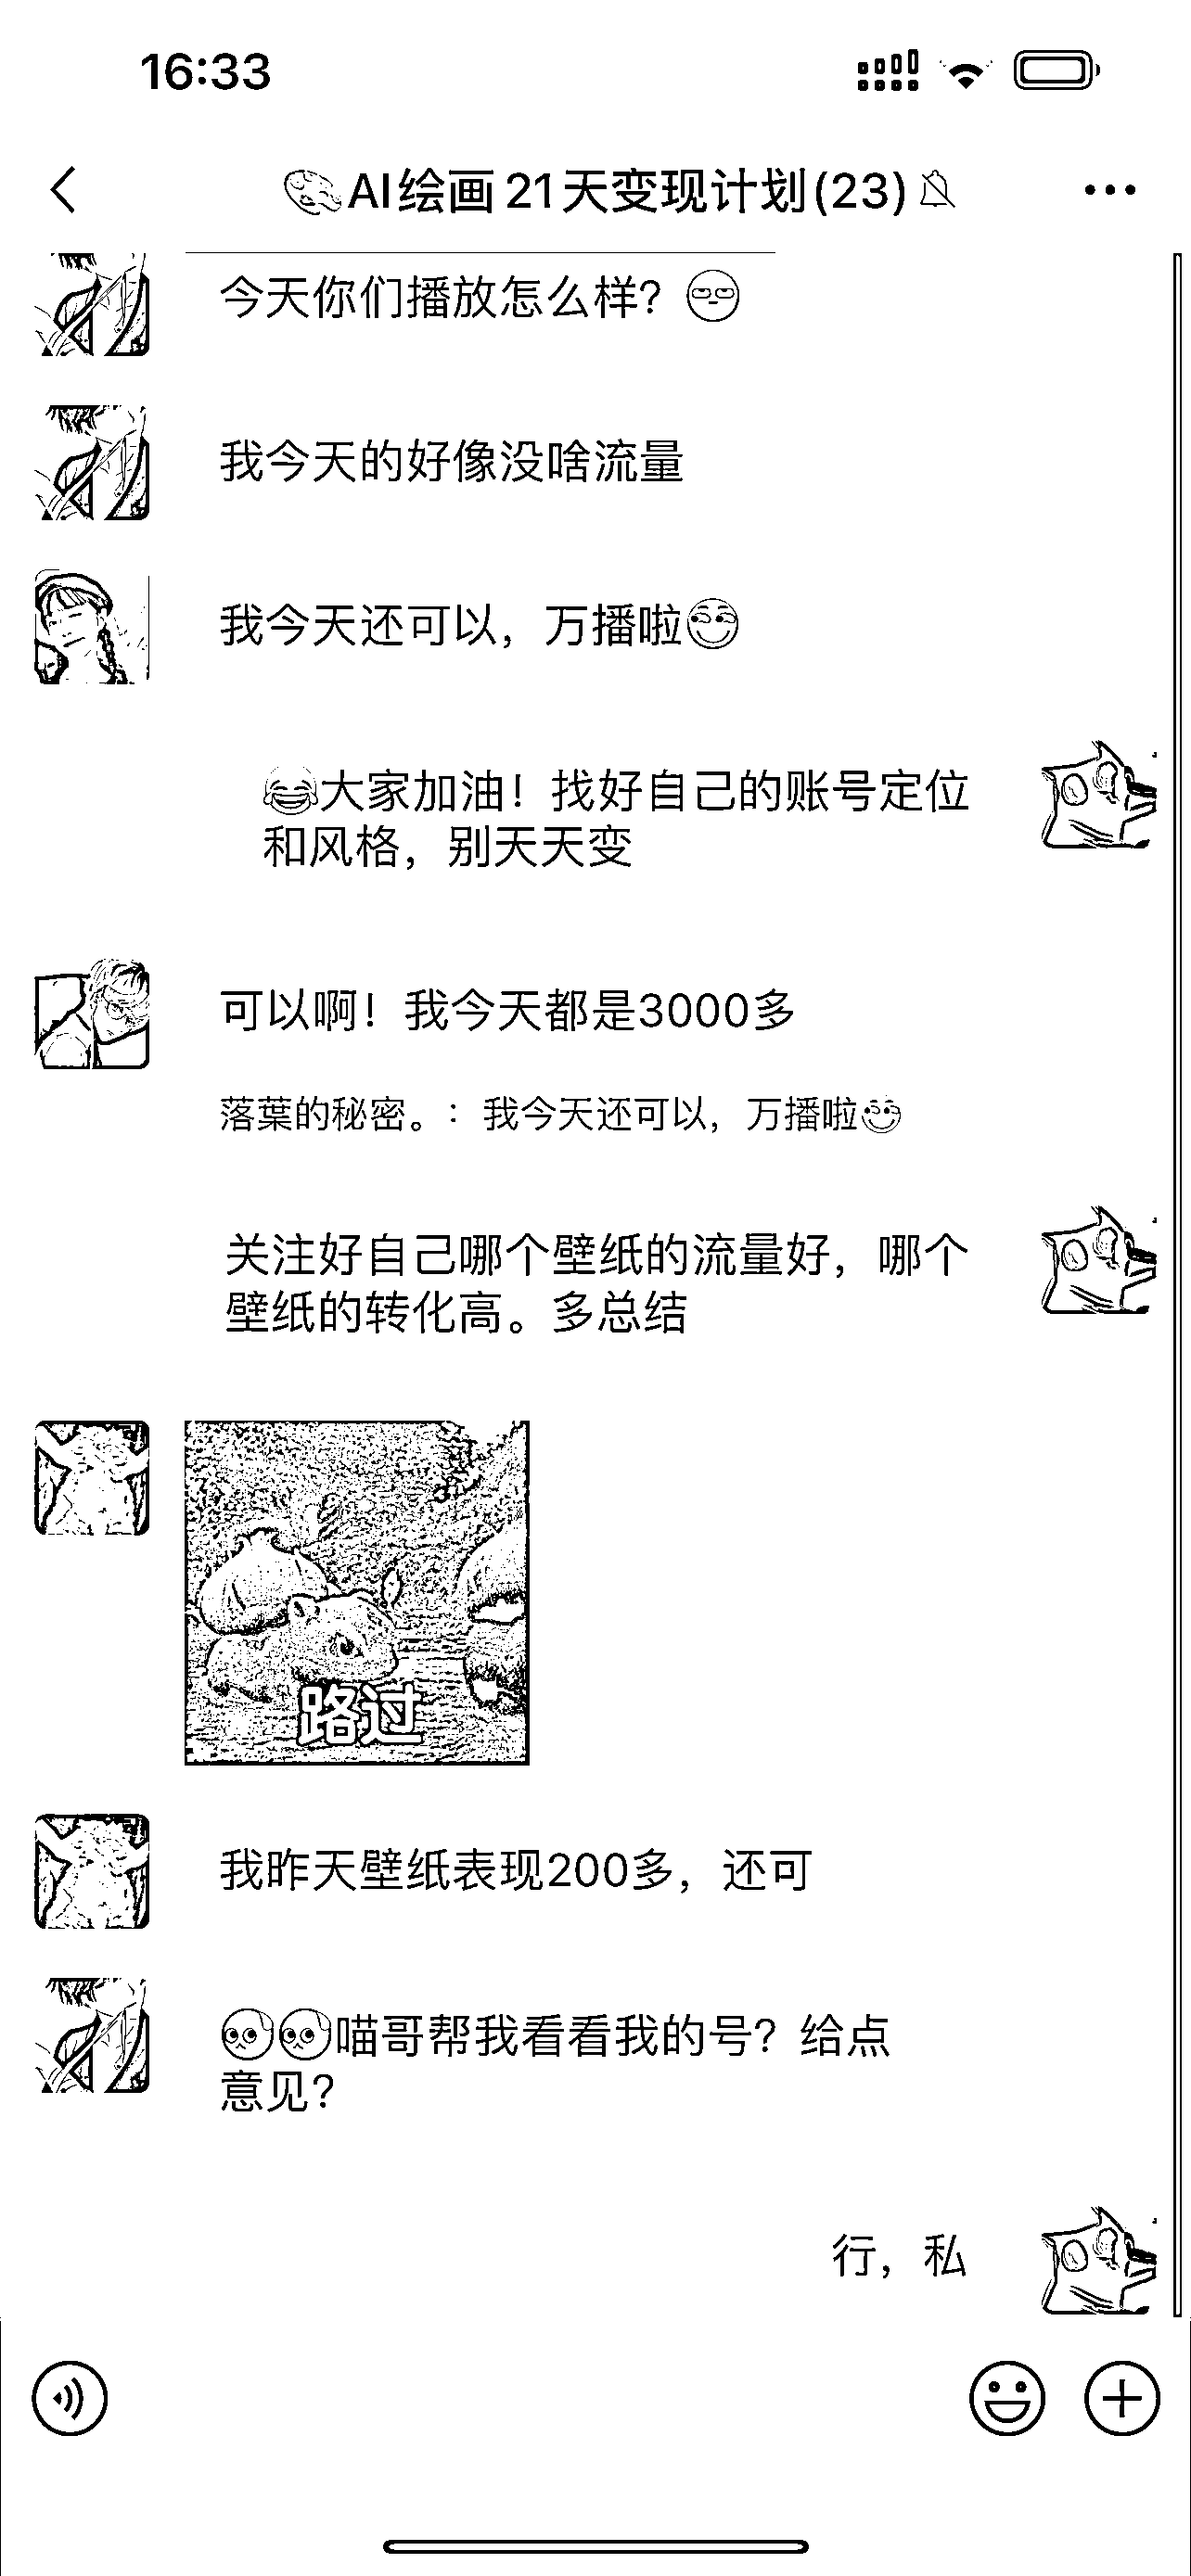 16:33
🎨AI绘画21天变现计划(23)
今天你们播放怎么样？😑
我今天的好像没啥流量
我今天还可以，万播啦
😂大家加油！找好自己的账号定位
和风格，别天天变
可以啊！我今天都是3000多
落葉的秘密。：我今天还可以，万播啦
关注好自己哪个壁纸的流量好，哪个
壁纸的转化高。多总结
路过
我昨天壁纸表现200多，还可
喵哥帮我看看我的号？给点
意见？
行，私